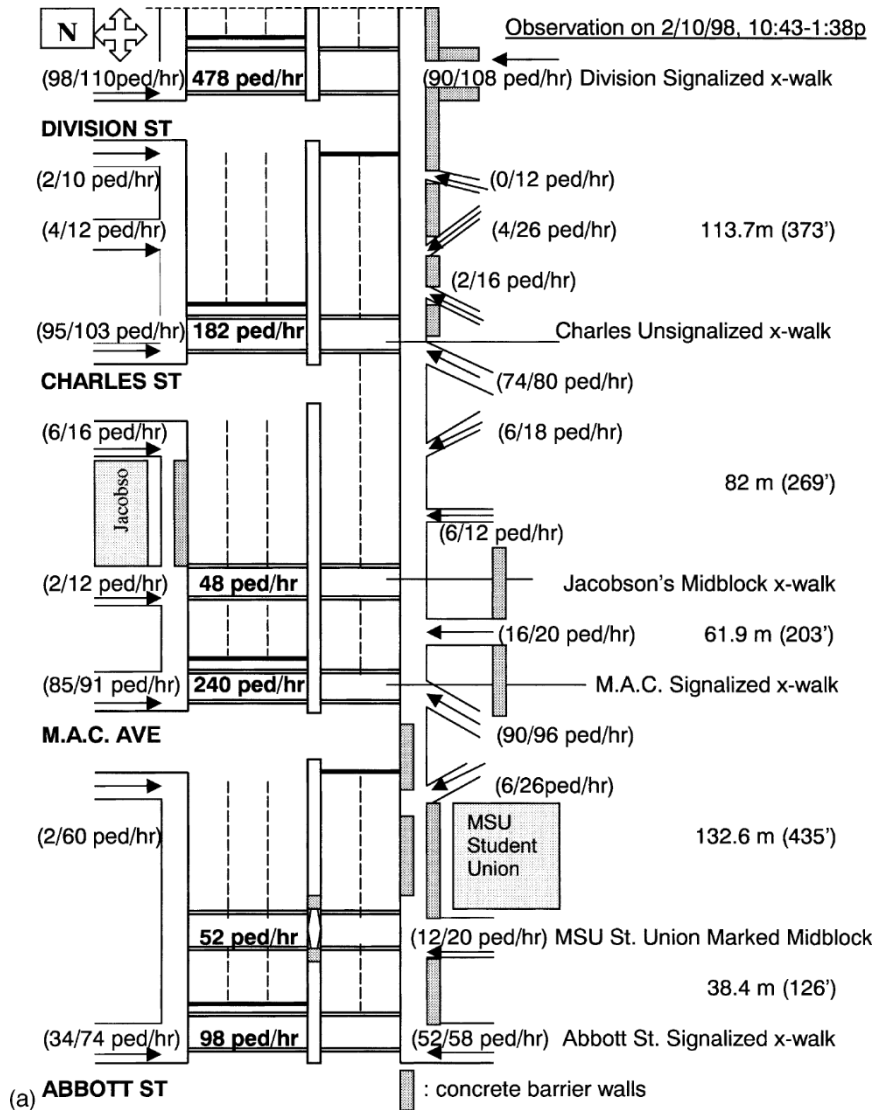 N
Observation on 2/10/98, 10:43-1:38p
(98/110ped/hr) 478 ped/hr (90/108 ped/hr) Division Signalized x-walk
DIVISION ST
(2/10 ped/hr) (0/12 ped/hr)
(4/12 ped/hr) (4/26 ped/hr) 113.7m (373')
(2/16 ped/hr)
(95/103 ped/hr) 182 ped/hr Charles Unsignalized x-walk
CHARLES ST (74/80 ped/hr)
(6/16 ped/hr) (6/18 ped/hr)
Jacobso 82 m (269')
(6/12 ped/hr)
(2/12 ped/hr) 48 ped/hr Jacobson's Midblock x-walk
(16/20 ped/hr) 61.9 m (203')
(85/91 ped/hr) 240 ped/hr M.A.C. Signalized x-walk
M.A.C. AVE (90/96 ped/hr)
(6/26ped/hr)
(2/60 ped/hr) MSU Student Union 132.6 m (435')
52 ped/hr (12/20 ped/hr) MSU St. Union Marked Midblock
38.4 m (126')
(34/74 ped/hr) 98 ped/hr (52/58 ped/hr) Abbott St. Signalized x-walk
(a) ABBOTT ST : concrete barrier walls